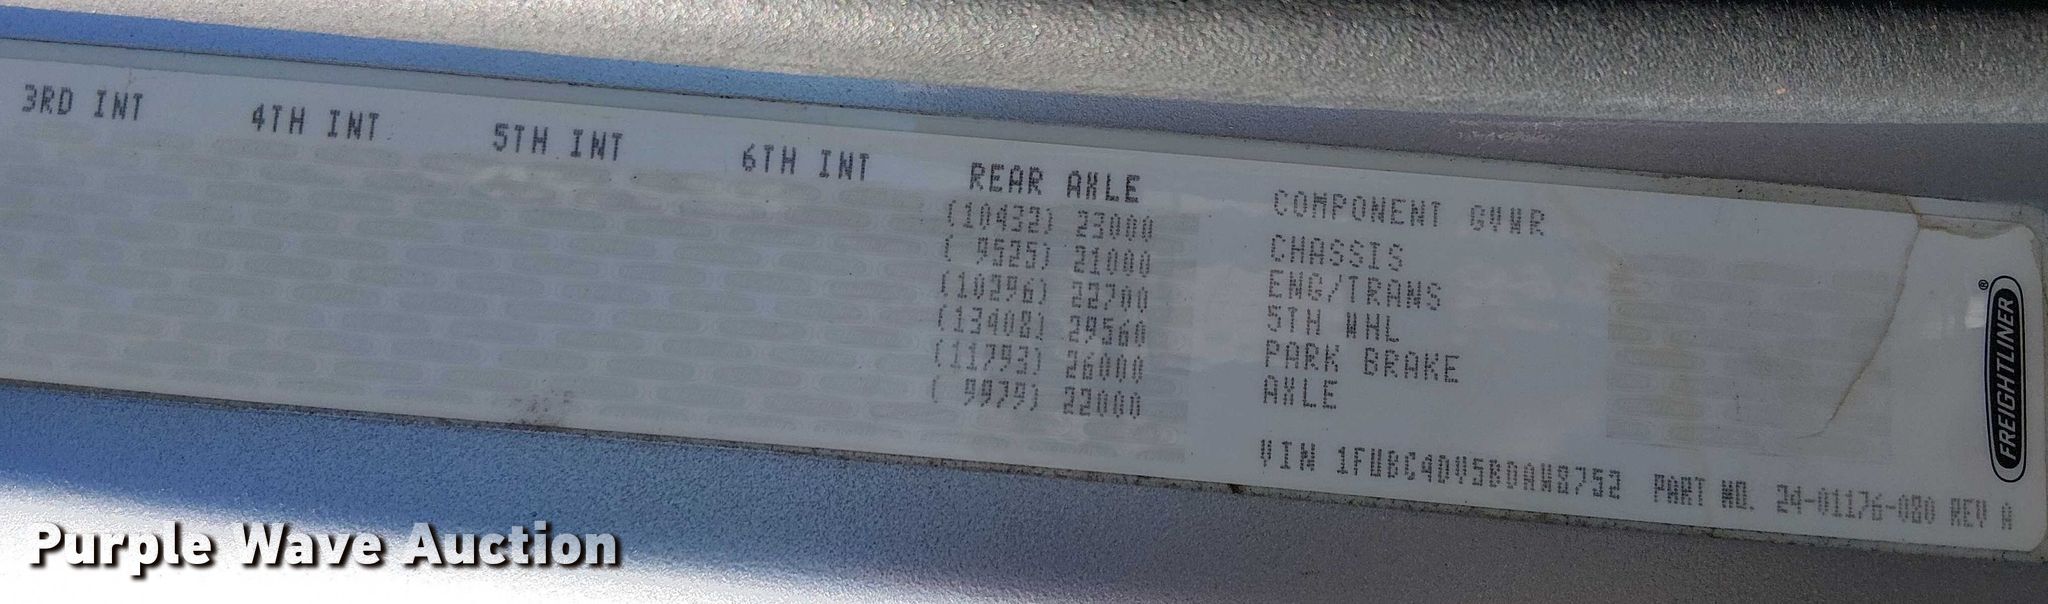 3RD INT 4TH INT 5TH INT 6TH INT REAR AXLE COMPONENT GVWR
(10432) 23000 CHASSIS
( 9525) 21000 ENG/TRANS
(10296) 22700 5TH WHL
(13408) 29560 PARK BRAKE
(11793) 26000 AXLE
( 9979) 22000
VIN 1FUBC4DV5BDAW8752 PART NO. 24-01176-080 REV A
FREIGHTLINER®
Purple Wave Auction